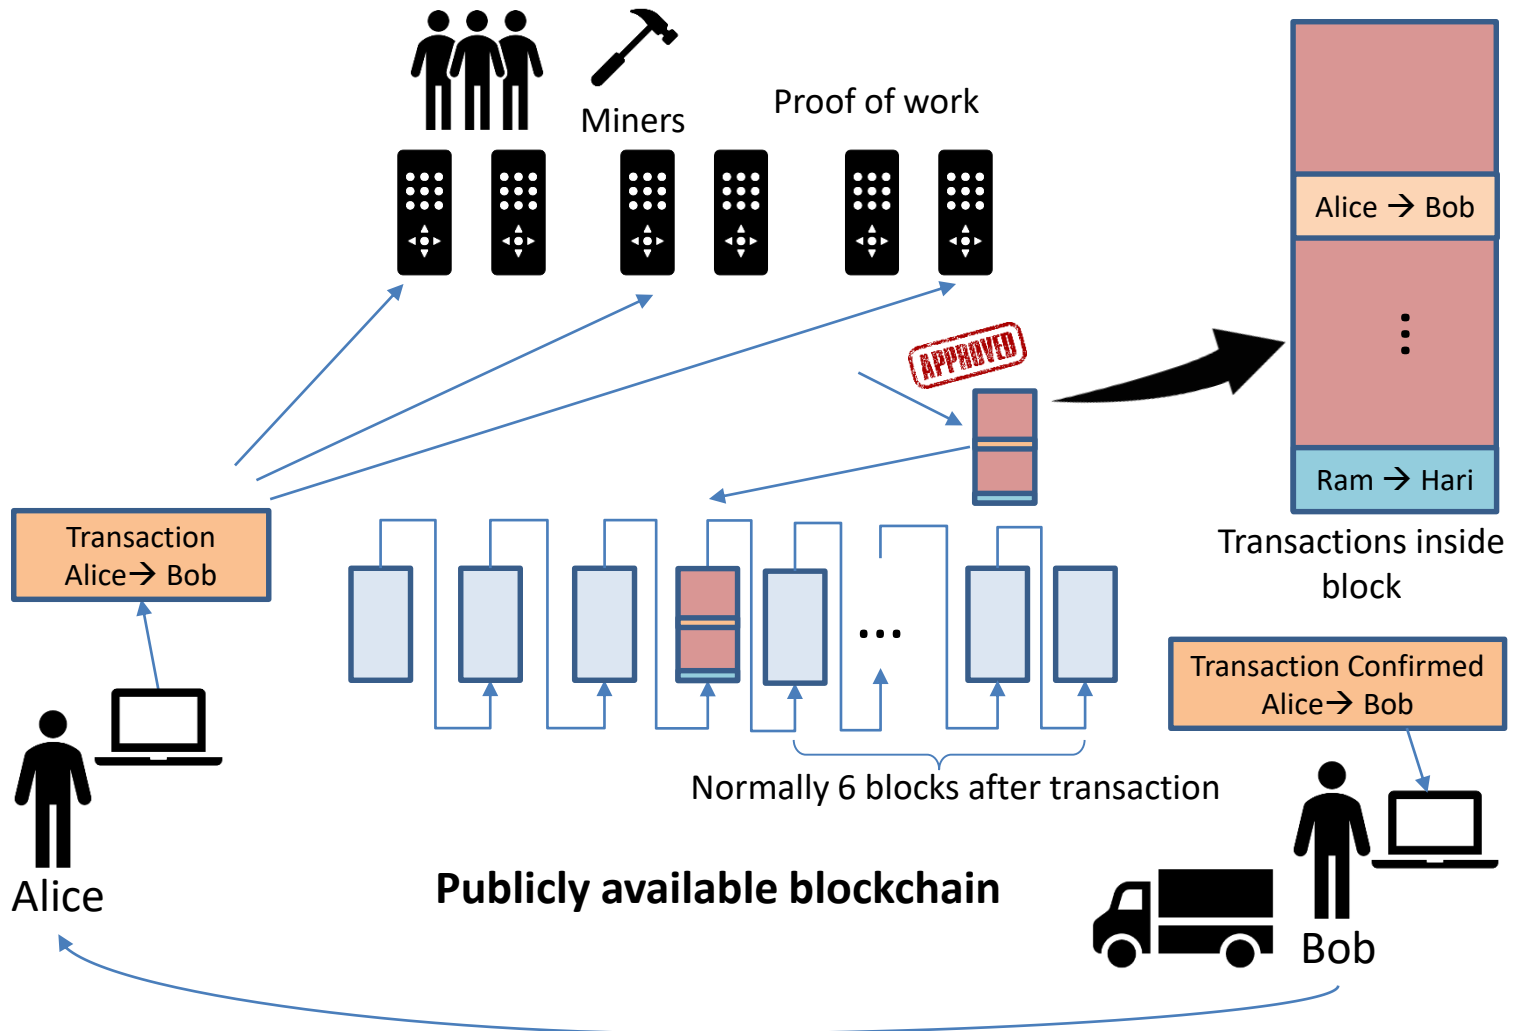 Miners
Proof of work
Alice → Bob
⋮
Ram → Hari
Transactions inside
block
APPROVED
Transaction
Alice→ Bob
...
Normally 6 blocks after transaction
Transaction Confirmed
Alice→ Bob
Publicly available blockchain
Alice
Bob